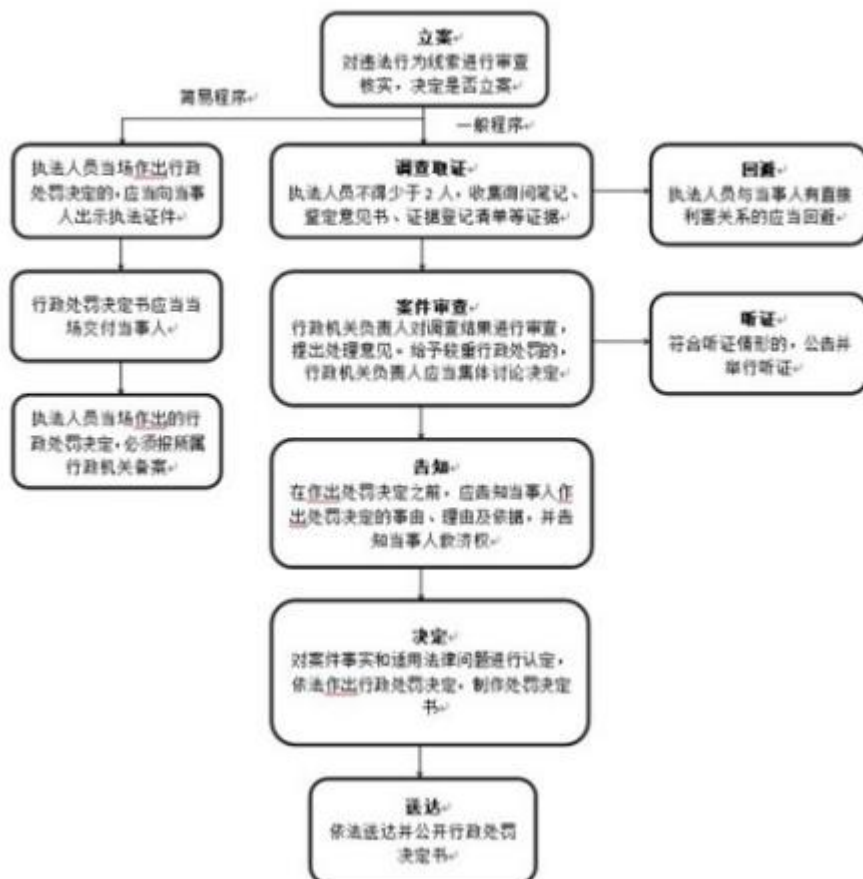 立案
对违法行为线索进行审查
核实，决定是否立案
简易程序
一般程序
执法人员当场作出行政
处罚决定的，应当向当事
人出示执法证件
调查取证
执法人员不得少于2人，收集询问笔记、
鉴定意见书、证据登记清单等证据
回避
执法人员与当事人有直接
利害关系的应当回避
行政处罚决定书应当当
场交付当事人
案件审查
行政机关负责人对调查结果进行审查，
提出处理意见。给予较重行政处罚的，
行政机关负责人应当集体讨论决定
听证
符合听证情形的，公告并
举行听证
执法人员当场作出的行
政处罚决定，必须报所属
行政机关备案
告知
在作出处罚决定之前，应告知当事人作
出处罚决定的事由、理由及依据，并告
知当事人救济权
决定
对案件事实和适用法律问题进行认定，
依法作出行政处罚决定，制作处罚决定
书
送达
依法送达并公开行政处罚
决定书